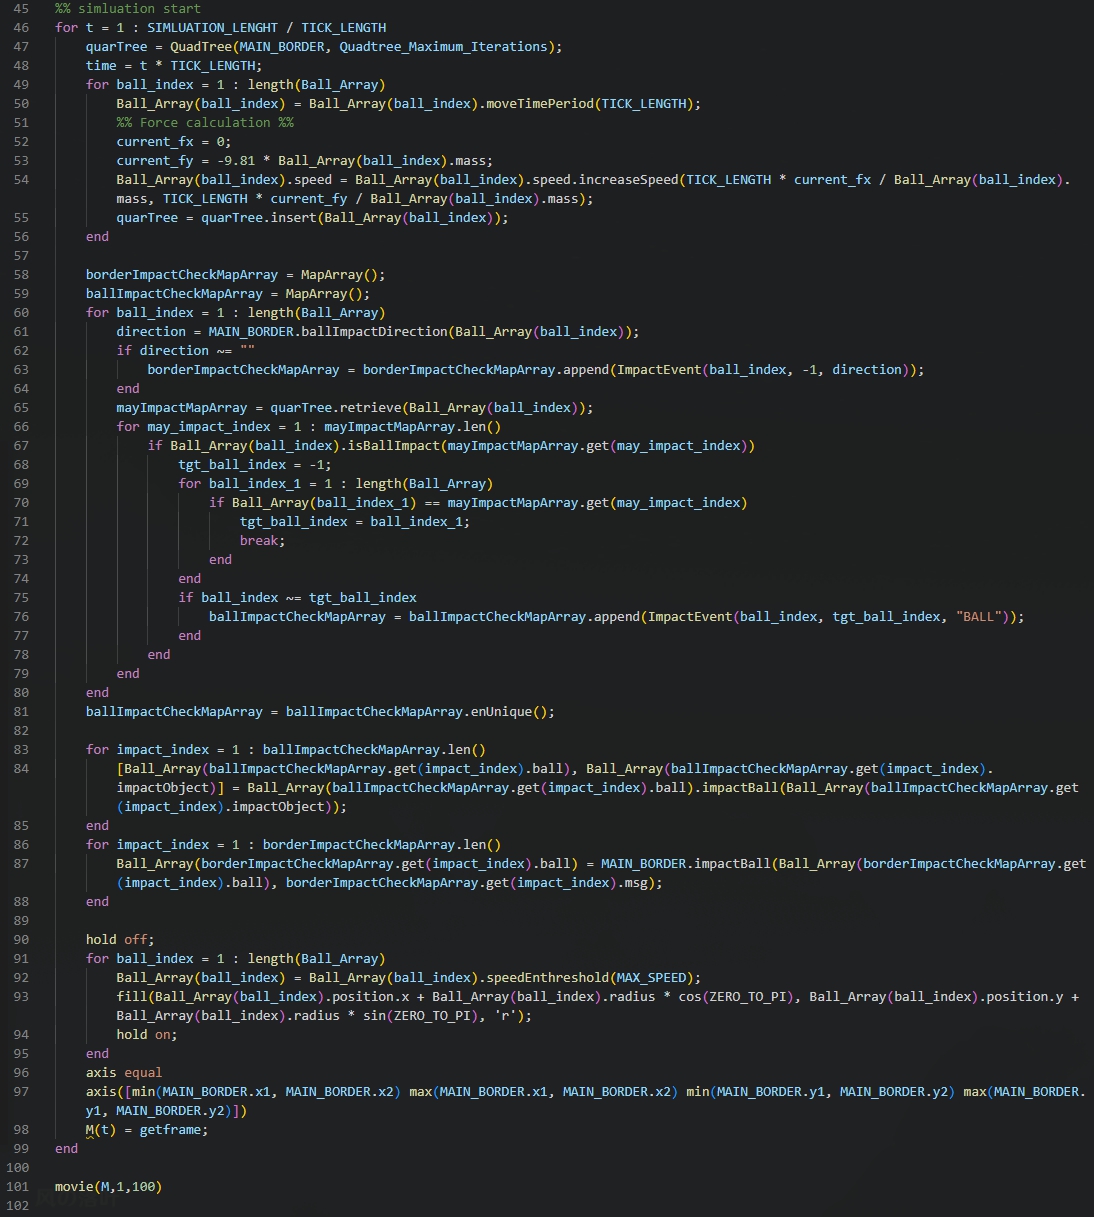 45 %% simluation start
46 for t = 1 : SIMLUATION_LENGHT / TICK_LENGTH
47 quarTree = QuadTree(MAIN_BORDER, Quadtree_Maximum_Iterations);
48 time = t * TICK_LENGTH;
49 for ball_index = 1 : length(Ball_Array)
50 Ball_Array(ball_index) = Ball_Array(ball_index).moveTimePeriod(TICK_LENGTH);
51 %% Force calculation %%
52 current_fx = 0;
53 current_fy = -9.81 * Ball_Array(ball_index).mass;
54 Ball_Array(ball_index).speed = Ball_Array(ball_index).speed.increaseSpeed(TICK_LENGTH * current_fx / Ball_Array(ball_index).
mass, TICK_LENGTH * current_fy / Ball_Array(ball_index).mass);
55 quarTree = quarTree.insert(Ball_Array(ball_index));
56 end
57
58 borderImpactCheckMapArray = MapArray();
59 ballImpactCheckMapArray = MapArray();
60 for ball_index = 1 : length(Ball_Array)
61 direction = MAIN_BORDER.ballImpactDirection(Ball_Array(ball_index));
62 if direction ~= ""
63 borderImpactCheckMapArray = borderImpactCheckMapArray.append(ImpactEvent(ball_index, -1, direction));
64 end
65 mayImpactMapArray = quarTree.retrieve(Ball_Array(ball_index));
66 for may_impact_index = 1 : mayImpactMapArray.len()
67 if Ball_Array(ball_index).isBallImpact(mayImpactMapArray.get(may_impact_index))
68 tgt_ball_index = -1;
69 for ball_index_1 = 1 : length(Ball_Array)
70 if Ball_Array(ball_index_1) == mayImpactMapArray.get(may_impact_index)
71 tgt_ball_index = ball_index_1;
72 break;
73 end
74 end
75 if ball_index ~= tgt_ball_index
76 ballImpactCheckMapArray = ballImpactCheckMapArray.append(ImpactEvent(ball_index, tgt_ball_index, "BALL"));
77 end
78 end
79 end
80 end
81 ballImpactCheckMapArray = ballImpactCheckMapArray.enUnique();
82
83 for impact_index = 1 : ballImpactCheckMapArray.len()
84 [Ball_Array(ballImpactCheckMapArray.get(impact_index).ball), Ball_Array(ballImpactCheckMapArray.get(impact_index).
impactObject)] = Ball_Array(ballImpactCheckMapArray.get(impact_index).ball).impactBall(Ball_Array(ballImpactCheckMapArray.get
(impact_index).impactObject));
85 end
86 for impact_index = 1 : borderImpactCheckMapArray.len()
87 Ball_Array(borderImpactCheckMapArray.get(impact_index).ball) = MAIN_BORDER.impactBall(Ball_Array(borderImpactCheckMapArray.get
(impact_index).ball), borderImpactCheckMapArray.get(impact_index).msg);
88 end
89
90 hold off;
91 for ball_index = 1 : length(Ball_Array)
92 Ball_Array(ball_index) = Ball_Array(ball_index).speedEnthreshold(MAX_SPEED);
93 fill(Ball_Array(ball_index).position.x + Ball_Array(ball_index).radius * cos(ZERO_TO_PI), Ball_Array(ball_index).position.y +
Ball_Array(ball_index).radius * sin(ZERO_TO_PI), 'r');
94 hold on;
95 end
96 axis equal
97 axis([min(MAIN_BORDER.x1, MAIN_BORDER.x2) max(MAIN_BORDER.x1, MAIN_BORDER.x2) min(MAIN_BORDER.y1, MAIN_BORDER.y2) max(MAIN_BORDER.
y1, MAIN_BORDER.y2)])
98 M(t) = getframe;
99 end
100
101 movie(M,1,100)
102